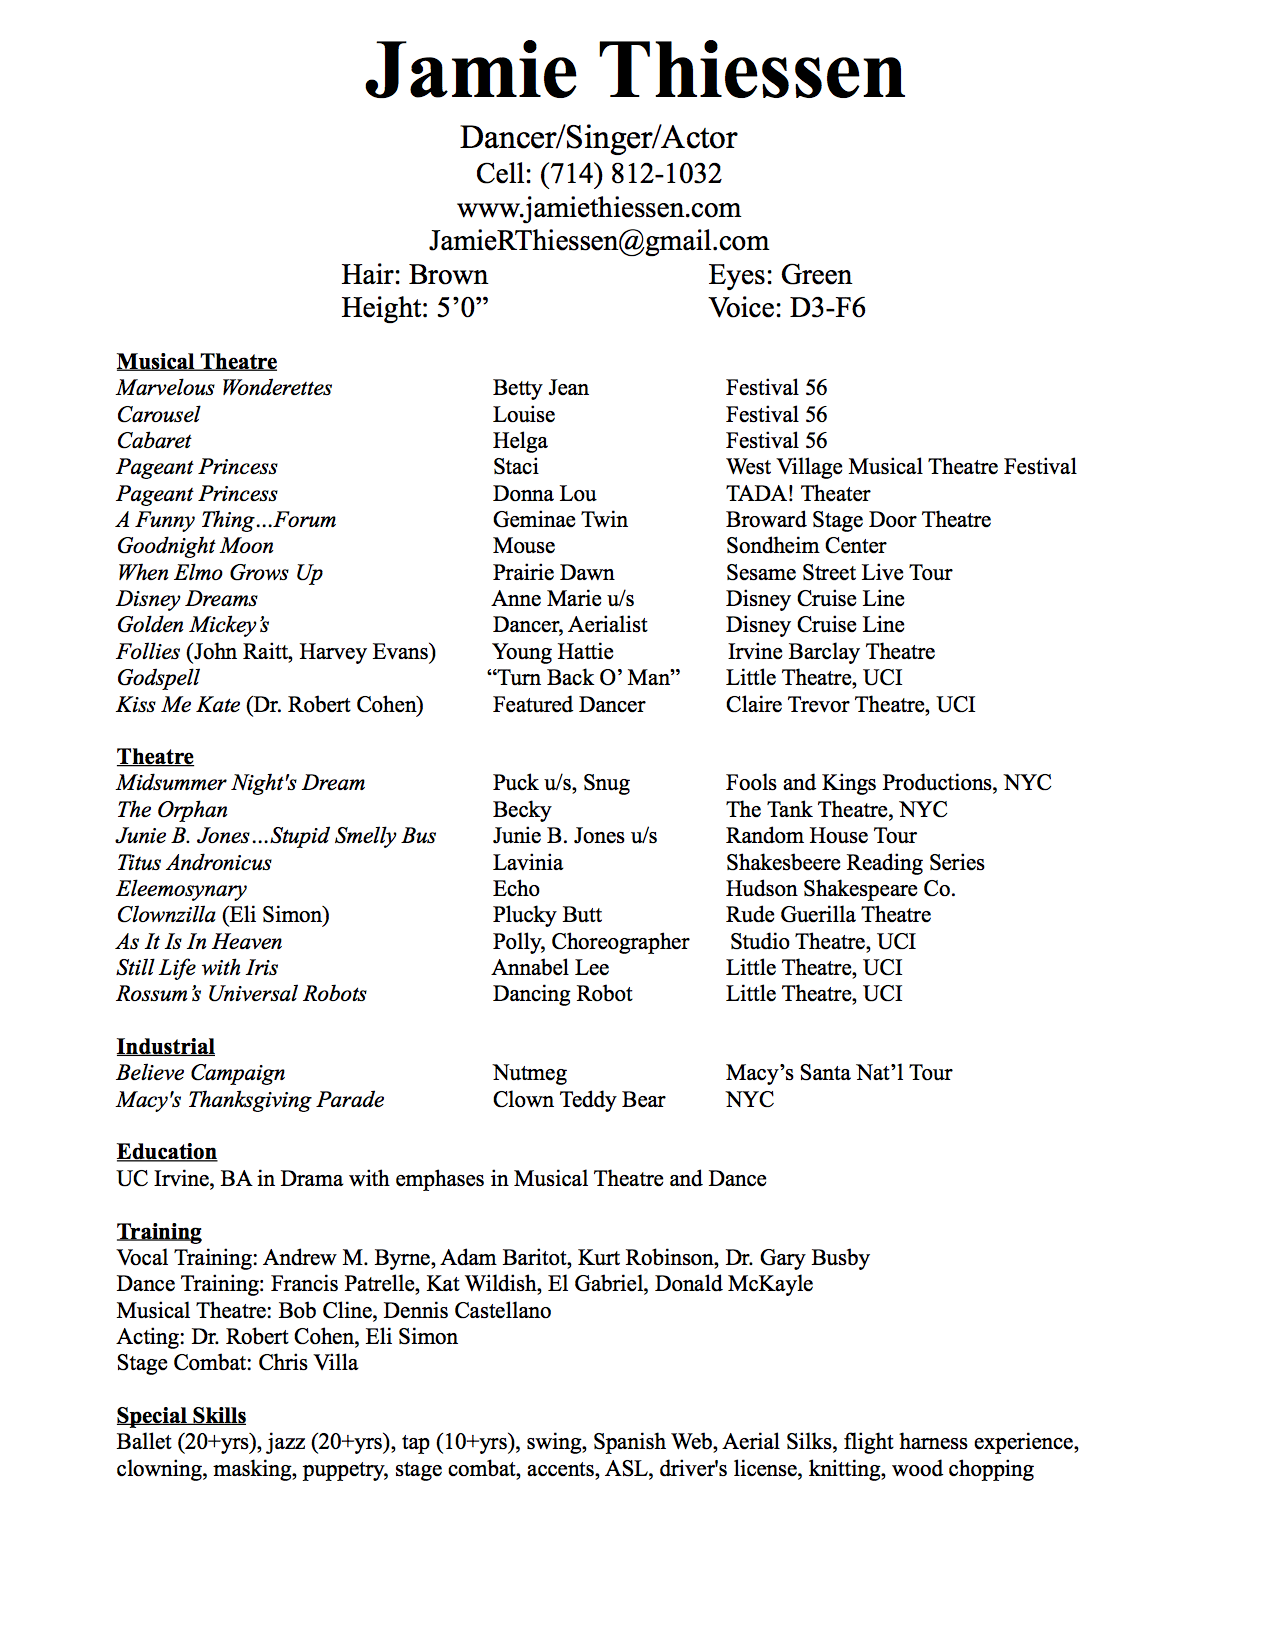 Jamie Thiessen
Dancer/Singer/Actor
Cell: (714) 812-1032
www.jamiethiessen.com
JamieRThiessen@gmail.com
Hair: Brown Eyes: Green
Height: 5’0” Voice: D3-F6
Musical Theatre
Marvelous Wonderettes Betty Jean Festival 56
Carousel Louise Festival 56
Cabaret Helga Festival 56
Pageant Princess Staci West Village Musical Theatre Festival
Pageant Princess Donna Lou TADA! Theater
A Funny Thing…Forum Geminae Twin Broward Stage Door Theatre
Goodnight Moon Mouse Sondheim Center
When Elmo Grows Up Prairie Dawn Sesame Street Live Tour
Disney Dreams Anne Marie u/s Disney Cruise Line
Golden Mickey’s Dancer, Aerialist Disney Cruise Line
Follies (John Raitt, Harvey Evans) Young Hattie Irvine Barclay Theatre
Godspell “Turn Back O’ Man” Little Theatre, UCI
Kiss Me Kate (Dr. Robert Cohen) Featured Dancer Claire Trevor Theatre, UCI
Theatre
Midsummer Night's Dream Puck u/s, Snug Fools and Kings Productions, NYC
The Orphan Becky The Tank Theatre, NYC
Junie B. Jones…Stupid Smelly Bus Junie B. Jones u/s Random House Tour
Titus Andronicus Lavinia Shakesbeere Reading Series
Eleemosynary Echo Hudson Shakespeare Co.
Clownzilla (Eli Simon) Plucky Butt Rude Guerilla Theatre
As It Is In Heaven Polly, Choreographer Studio Theatre, UCI
Still Life with Iris Annabel Lee Little Theatre, UCI
Rossum’s Universal Robots Dancing Robot Little Theatre, UCI
Industrial
Believe Campaign Nutmeg Macy’s Santa Nat’l Tour
Macy's Thanksgiving Parade Clown Teddy Bear NYC
Education
UC Irvine, BA in Drama with emphases in Musical Theatre and Dance
Training
Vocal Training: Andrew M. Byrne, Adam Baritot, Kurt Robinson, Dr. Gary Busby
Dance Training: Francis Patrelle, Kat Wildish, El Gabriel, Donald McKayle
Musical Theatre: Bob Cline, Dennis Castellano
Acting: Dr. Robert Cohen, Eli Simon
Stage Combat: Chris Villa
Special Skills
Ballet (20+yrs), jazz (20+yrs), tap (10+yrs), swing, Spanish Web, Aerial Silks, flight harness experience,
clowning, masking, puppetry, stage combat, accents, ASL, driver's license, knitting, wood chopping